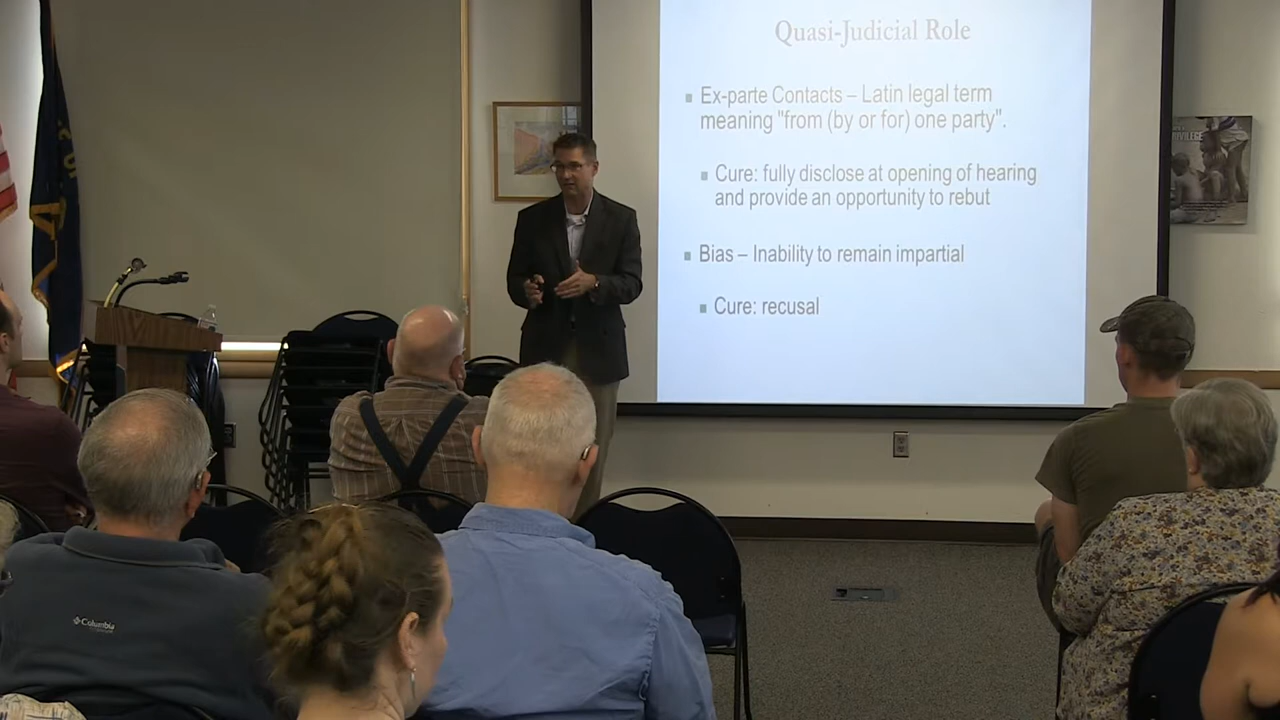 Quasi-Judicial Role
Ex-parte Contacts – Latin legal term
meaning "from (by or for) one party".
Cure: fully disclose at opening of hearing
and provide an opportunity to rebut
Bias – Inability to remain impartial
Cure: recusal
Columbia